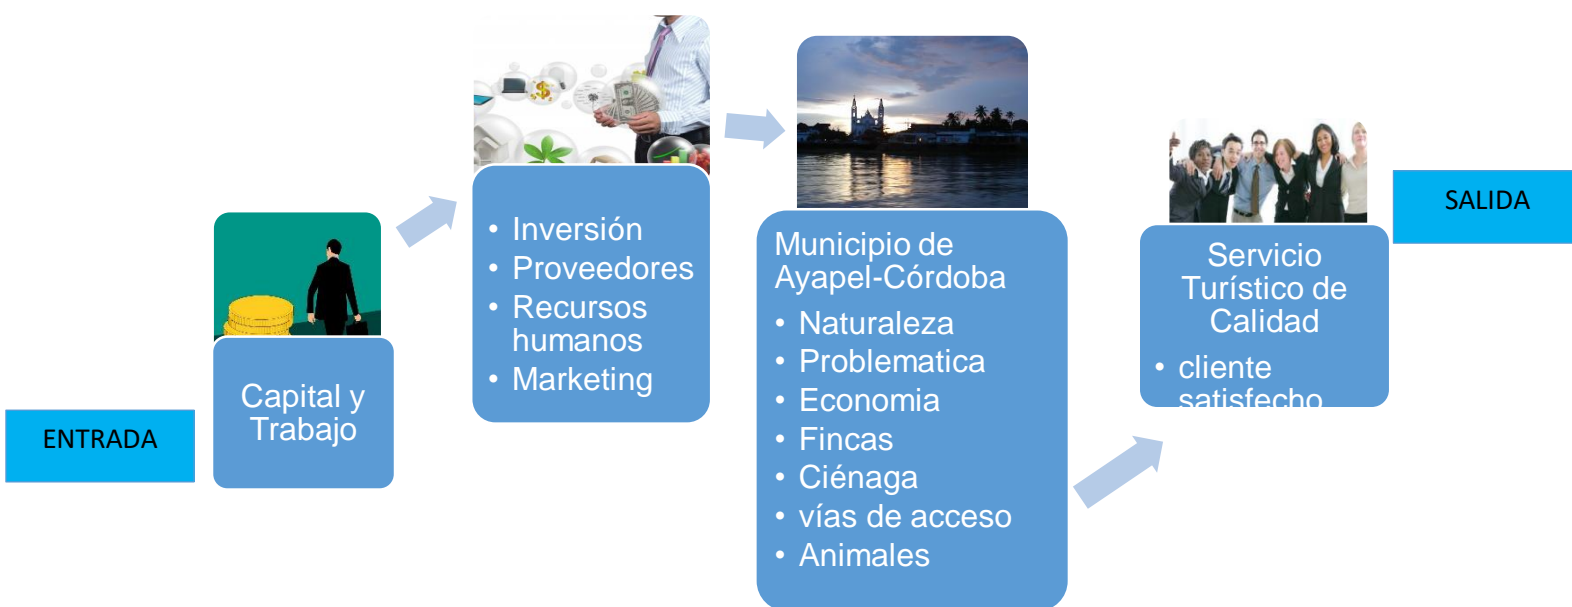 ENTRADA
Capital y
Trabajo
• Inversión
• Proveedores
• Recursos
humanos
• Marketing
Municipio de
Ayapel-Córdoba
• Naturaleza
• Problematica
• Economia
• Fincas
• Ciénaga
• vías de acceso
• Animales
Servicio
Turístico de
Calidad
• cliente
satisfecho
SALIDA